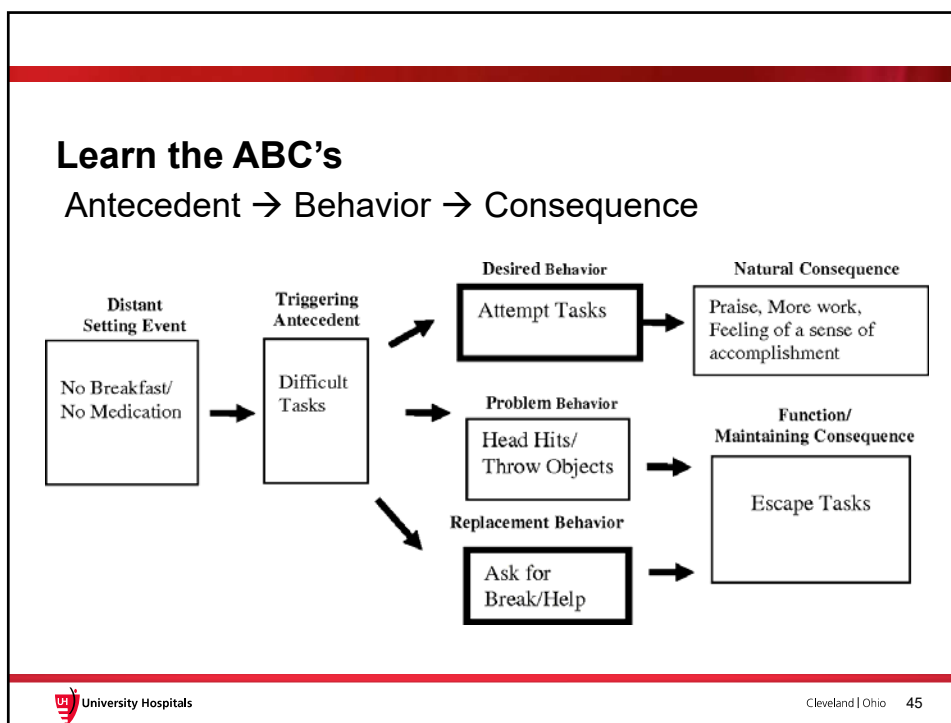 Learn the ABC's
Antecedent → Behavior → Consequence
Distant
Setting Event
No Breakfast/
No Medication
Triggering
Antecedent
Difficult
Tasks
Desired Behavior
Attempt Tasks
Natural Consequence
Praise, More work,
Feeling of a sense of
accomplishment
Problem Behavior
Head Hits/
Throw Objects
Replacement Behavior
Ask for
Break/Help
Function/
Maintaining Consequence
Escape Tasks
UH University Hospitals
Cleveland | Ohio 45